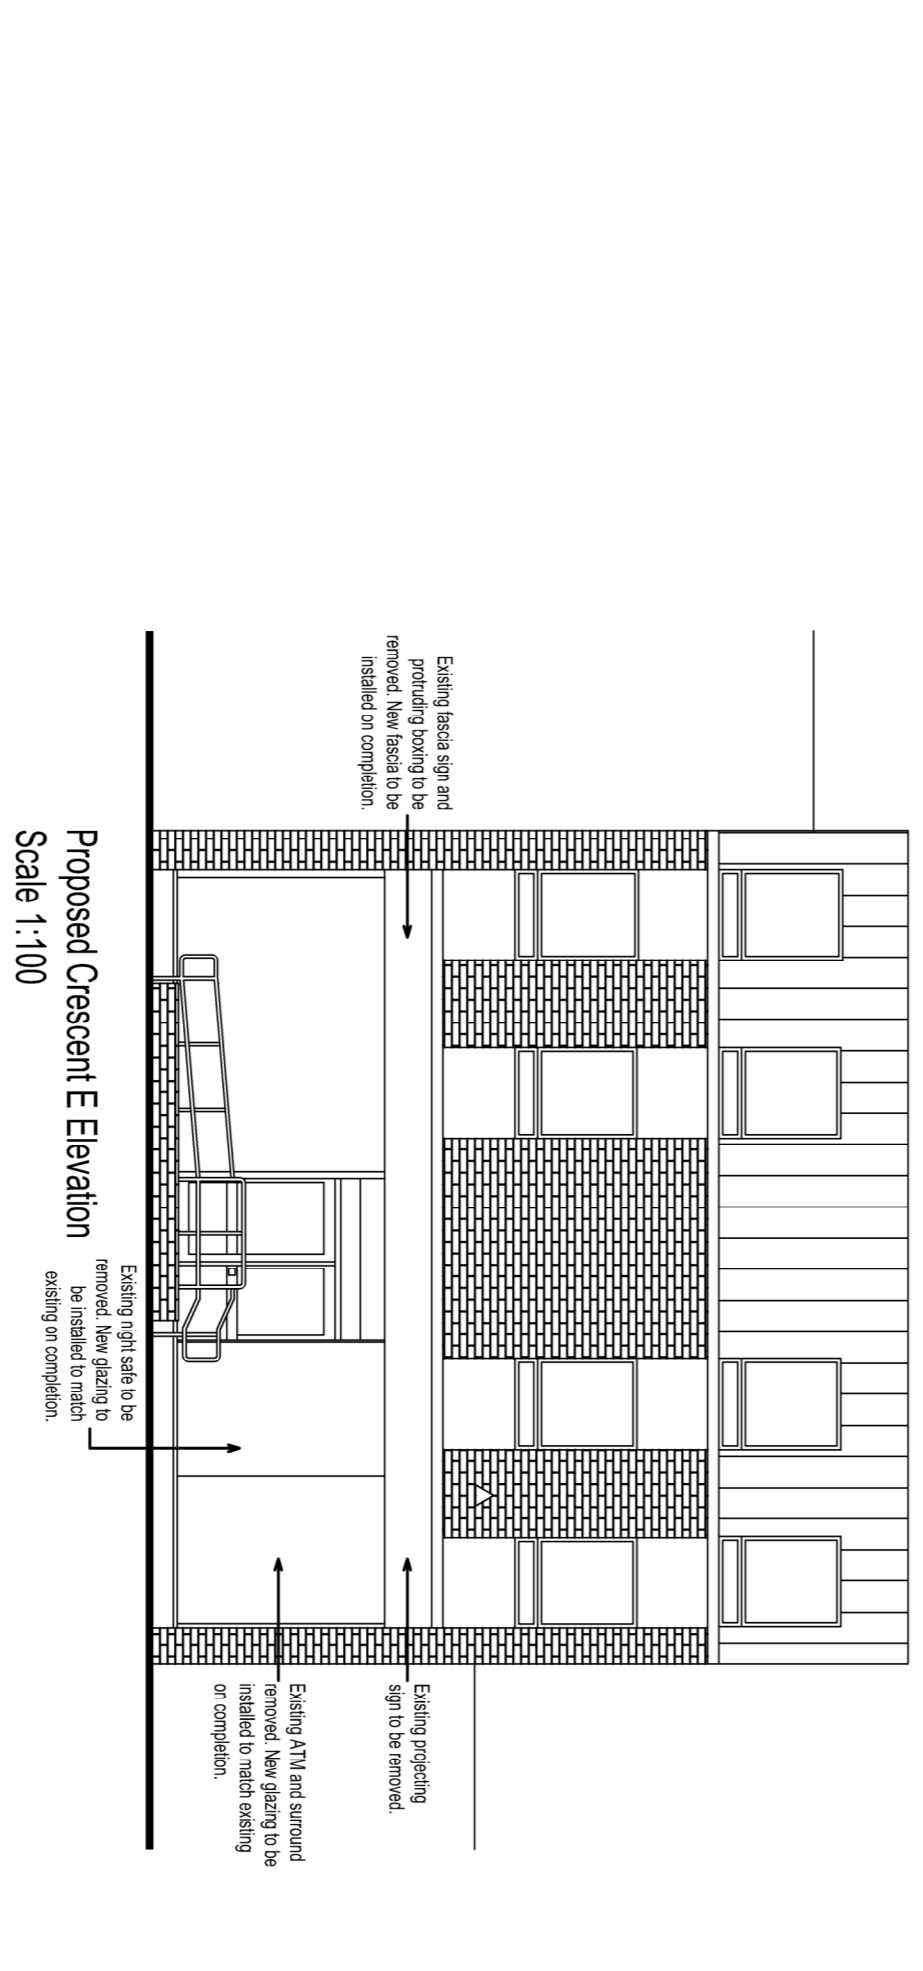 Existing fascia sign and
protruding boxing to be
removed. New fascia to be
installed on completion.
Existing projecting
sign to be removed.
Existing ATM and surround
removed. New glazing to be
installed to match existing
on completion.
Existing night safe to be
removed. New glazing to
be installed to match
existing on completion.
Proposed Crescent E Elevation
Scale 1:100